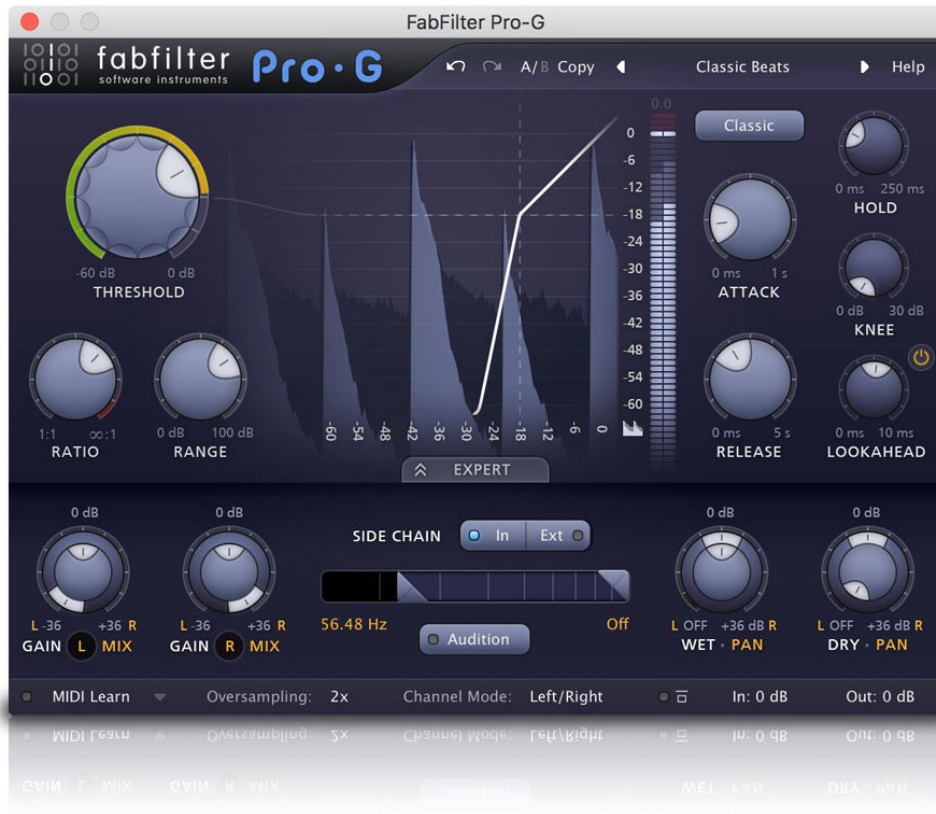 FabFilter Pro-G
fabfilter
software instruments
Pro·G
A/B Copy
Classic Beats
Help
-60 dB 0 dB
THRESHOLD
1:1 ∞:1
RATIO
0 dB 100 dB
RANGE
0.0
0
-6
-12
-18
-24
-30
-36
-42
-48
-54
-60
-60 -54 -48 -42 -36 -30 -24 -18 -12 -6 0
Classic
0 ms 1 s
ATTACK
0 ms 5 s
RELEASE
0 ms 250 ms
HOLD
0 dB 30 dB
KNEE
0 ms 10 ms
LOOKAHEAD
EXPERT
0 dB
L -36 +36 R
GAIN L MIX
0 dB
L -36 +36 R
GAIN R MIX
SIDE CHAIN In Ext
56.48 Hz Off
Audition
0 dB
L OFF +36 dB R
WET · PAN
0 dB
L OFF +36 dB R
DRY · PAN
MIDI Learn Oversampling: 2x Channel Mode: Left/Right In: 0 dB Out: 0 dB